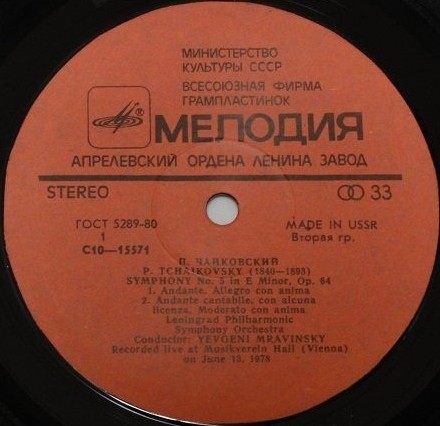 МИНИСТЕРСТВО
КУЛЬТУРЫ СССР
ВСЕСОЮЗНАЯ ФИРМА
ГРАМПЛАСТИНОК
МЕЛОДИЯ
АПРЕЛЕВСКИЙ ОРДЕНА ЛЕНИНА ЗАВОД
STEREO
33
ГОСТ 5289-80
MADE IN USSR
1
Вторая гр.
С10—15571
П. ЧАЙКОВСКИЙ
P. TCHAIKOVSKY (1840—1893)
SYMPHONY No. 5 in E Minor, Op. 64
1. Andante. Allegro con anima
2. Andante cantabile, con alcuna
licenza. Moderato con anima
Leningrad Philharmonic
Symphony Orchestra
Conductor: YEVGENI MRAVINSKY
Recorded live at Musikverein Hall (Vienna)
on June 13, 1978